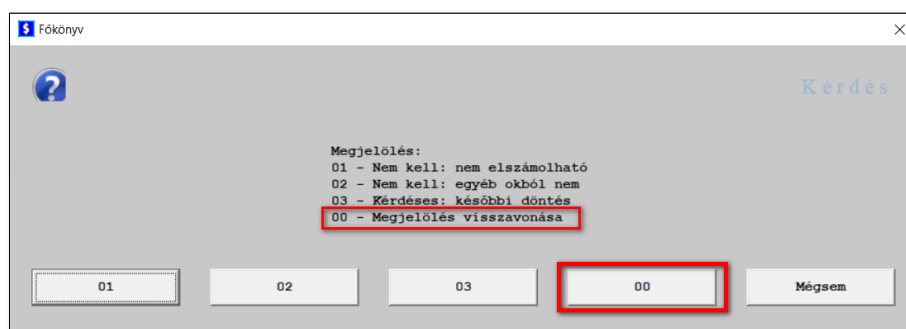 Főkönyv
Kérdés
Megjelölés:
01 - Nem kell: nem elszámolható
02 - Nem kell: egyéb okból nem
03 - Kérdéses: későbbi döntés
00 - Megjelölés visszavonása
01 02 03 00 Mégsem